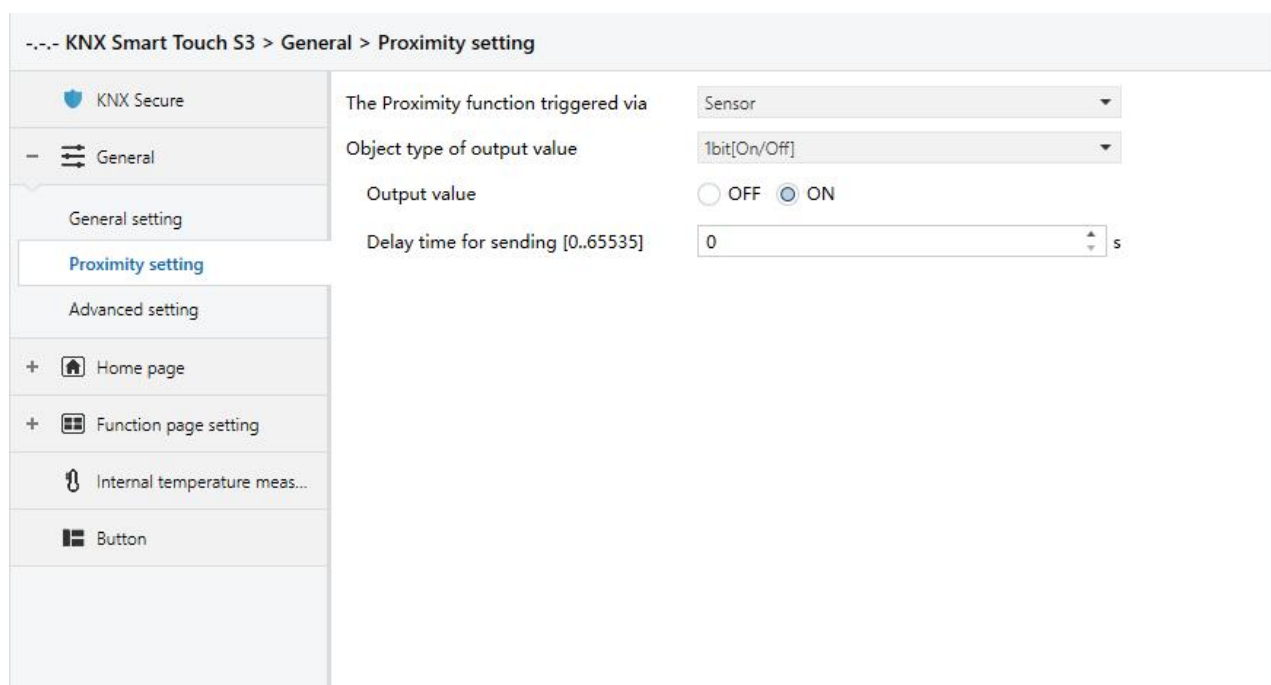 -.-.- KNX Smart Touch S3 > General > Proximity setting
KNX Secure
General
General setting
Proximity setting
Advanced setting
Home page
Function page setting
Internal temperature meas...
Button
The Proximity function triggered via
Sensor
Object type of output value
1bit[On/Off]
Output value
OFF ON
Delay time for sending [0..65535]
0 s